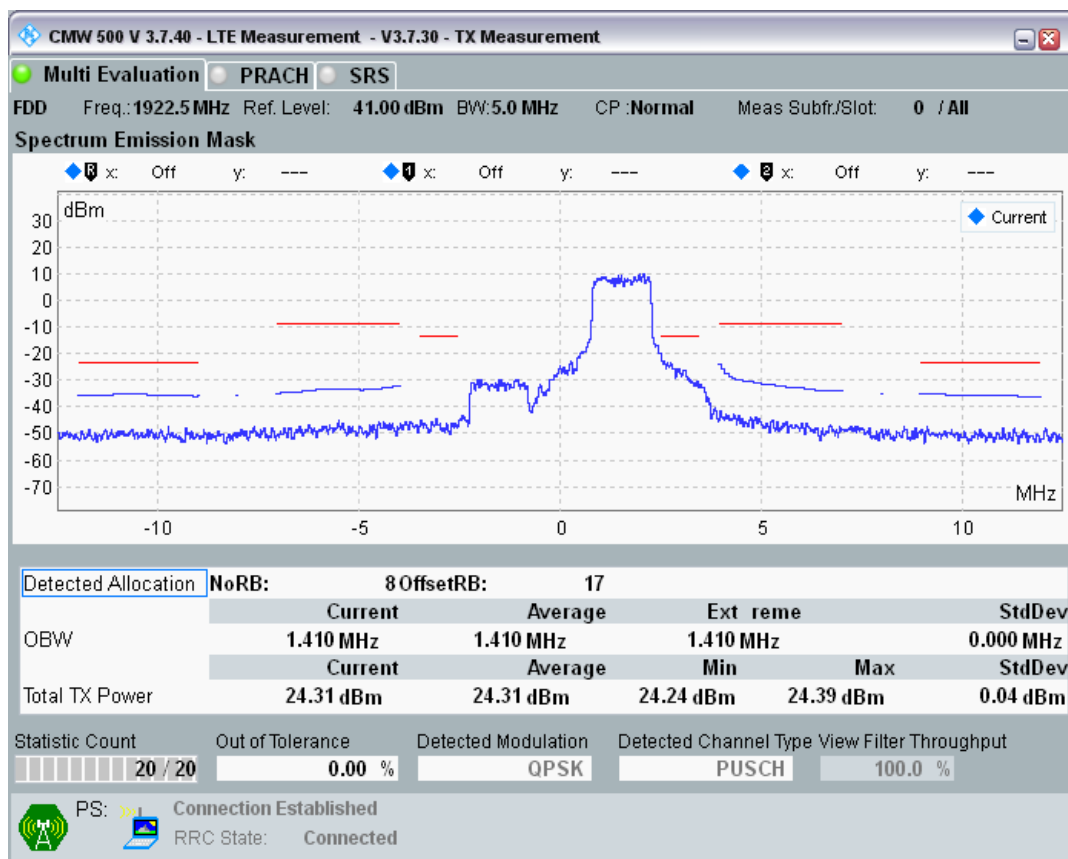 CMW 500 V 3.7.40 - LTE Measurement - V3.7.30 - TX Measurement
Multi Evaluation PRACH SRS
FDD Freq.: 1922.5 MHz Ref. Level: 41.00 dBm BW: 5.0 MHz CP : Normal Meas Subfr./Slot: 0 / All
Spectrum Emission Mask
R x: Off y: --- 1 x: Off y: --- 2 x: Off y: ---
dBm
Current
30
20
10
0
-10
-20
-30
-40
-50
-60
-70
MHz
-10 -5 0 5 10
Detected Allocation NoRB: 8 OffsetRB: 17
Current Average Ext reme StdDev
OBW 1.410 MHz 1.410 MHz 1.410 MHz 0.000 MHz
Current Average Min Max StdDev
Total TX Power 24.31 dBm 24.31 dBm 24.24 dBm 24.39 dBm 0.04 dBm
Statistic Count Out of Tolerance Detected Modulation Detected Channel Type View Filter Throughput
20 / 20 0.00 % QPSK PUSCH 100.0 %
PS: Connection Established
RRC State: Connected